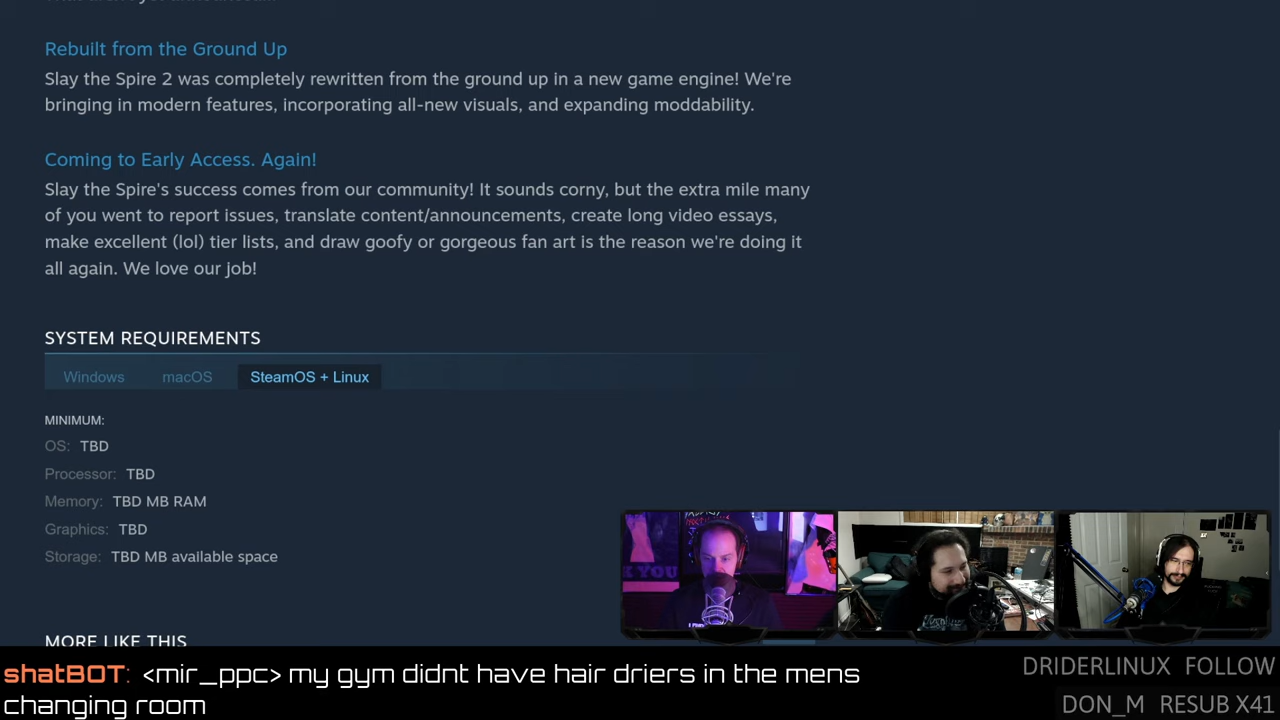 Rebuilt from the Ground Up
Slay the Spire 2 was completely rewritten from the ground up in a new game engine! We're
bringing in modern features, incorporating all-new visuals, and expanding moddability.
Coming to Early Access. Again!
Slay the Spire's success comes from our community! It sounds corny, but the extra mile many
of you went to report issues, translate content/announcements, create long video essays,
make excellent (lol) tier lists, and draw goofy or gorgeous fan art is the reason we're doing it
all again. We love our job!
SYSTEM REQUIREMENTS
Windows macOS SteamOS + Linux
MINIMUM:
OS: TBD
Processor: TBD
Memory: TBD MB RAM
Graphics: TBD
Storage: TBD MB available space
MORE LIKE THIS
shatBOT: <mir_ppc> my gym didnt have hair driers in the mens
changing room
DRIDERLINUX FOLLOW
DON_M RESUB X41